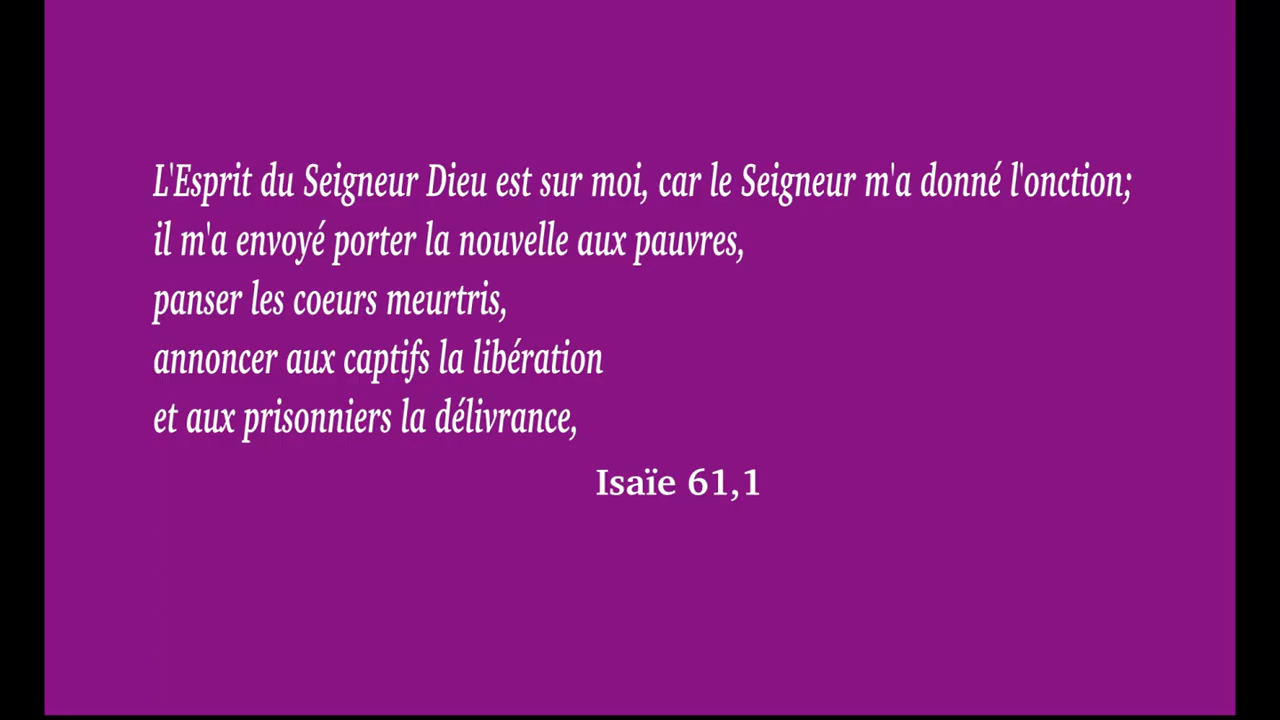 L'Esprit du Seigneur Dieu est sur moi, car le Seigneur m'a donné l'onction;
il m'a envoyé porter la nouvelle aux pauvres,
panser les coeurs meurtris,
annoncer aux captifs la libération
et aux prisonniers la délivrance,
Isaïe 61,1